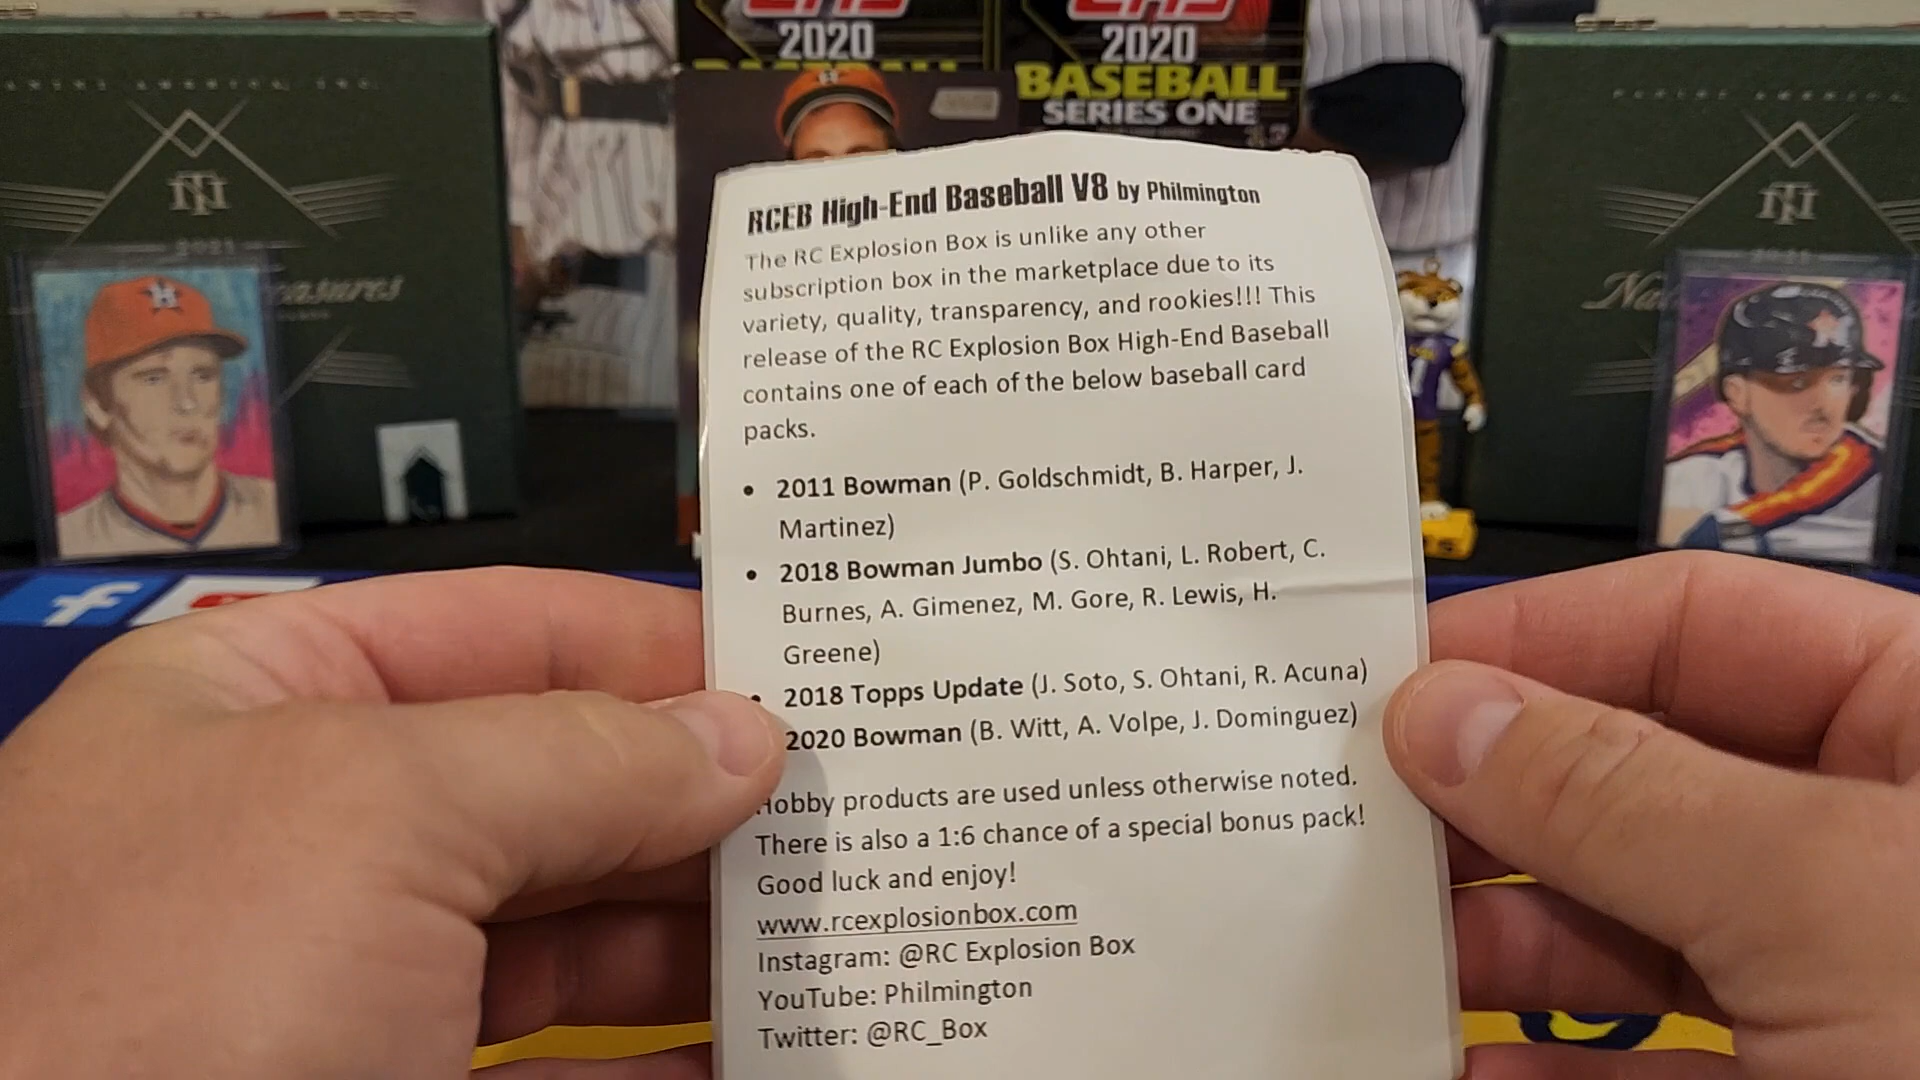 2020
2020
BASEBALL
SERIES ONE
RCEB High-End Baseball V8 by Philmington
The RC Explosion Box is unlike any other
subscription box in the marketplace due to its
variety, quality, transparency, and rookies!!! This
release of the RC Explosion Box High-End Baseball
contains one of each of the below baseball card
packs.
• 2011 Bowman (P. Goldschmidt, B. Harper, J.
Martinez)
• 2018 Bowman Jumbo (S. Ohtani, L. Robert, C.
Burnes, A. Gimenez, M. Gore, R. Lewis, H.
Greene)
• 2018 Topps Update (J. Soto, S. Ohtani, R. Acuna)
2020 Bowman (B. Witt, A. Volpe, J. Dominguez)
Hobby products are used unless otherwise noted.
There is also a 1:6 chance of a special bonus pack!
Good luck and enjoy!
www.rcexplosionbox.com
Instagram: @RC Explosion Box
YouTube: Philmington
Twitter: @RC_Box